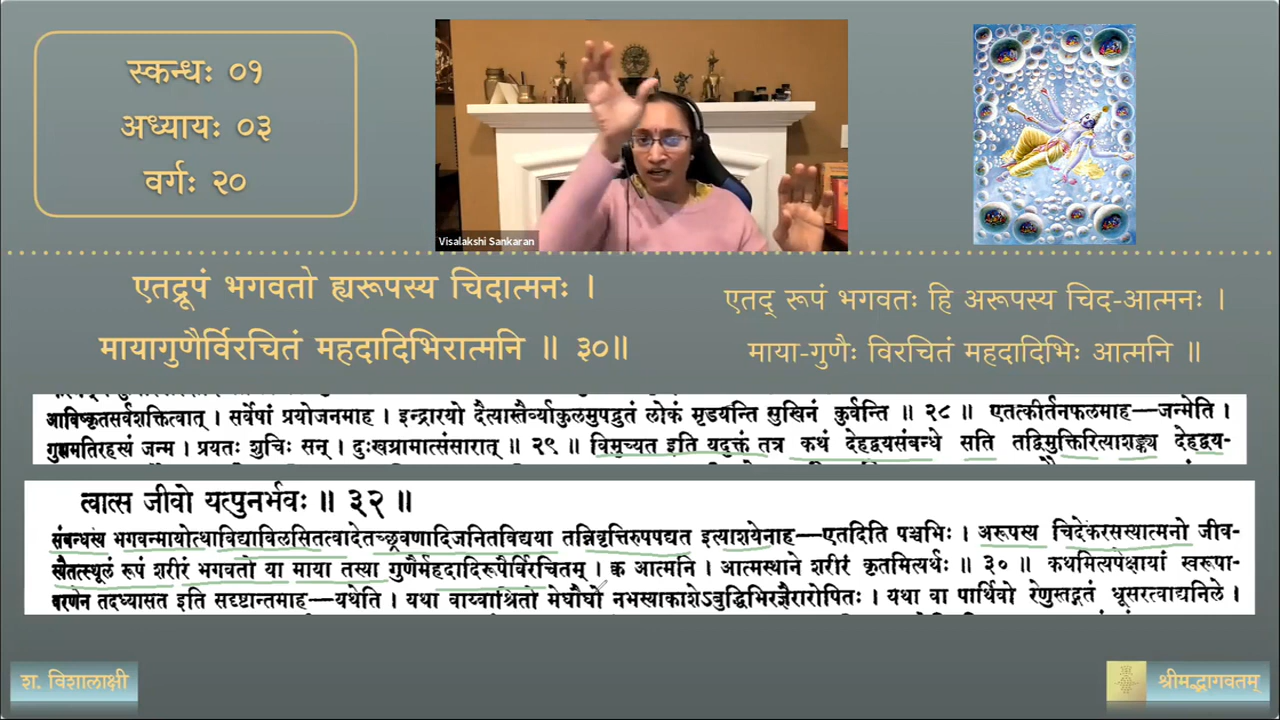 स्कन्धः ०१
अध्यायः ०३
वर्गः २०
Visalakshi Sankaran
एतद्रूपं भगवतो ह्यरूपस्य चिदात्मनः ।
मायागुणैर्विरचितं महदादिभिरात्मनि ॥ ३०॥
एतद् रूपं भगवतः हि अरूपस्य चिद-आत्मनः ।
माया-गुणैः विरचितं महदादिभिः आत्मनि ॥
आविष्कृतसर्वशक्तित्वात् । सर्वेषां प्रयोजनमाह । इन्द्रारयो दैत्यास्तैर्व्याकुलमुपद्रुतं लोकं मृडयन्ति सुखिनं कुर्वन्ति ॥ २८ ॥ एतत्कीर्तनफलमाह—जन्मेति ।
गुह्यमतिरहस्यं जन्म । प्रयतः शुचिः सन् । दुःखग्रामात्संसारात् ॥ २९ ॥ विमुच्यत इति यदुक्तं तत्र कथं देहद्वयसंबन्धे सति तद्विमुक्तिरित्याशङ्क्य देहद्वय-
त्वात्स जीवो यत्पुनर्भवः ॥ ३२ ॥
संबन्धस्य भगवन्मायोत्थाविद्याविलसितत्वादेतच्छ्रवणादिजनितविद्यया तन्निवृत्तिरुपपद्यत इत्याशयेनाह—एतदिति पञ्चभिः । अरूपस्य चिदेकरसस्यात्मनो जीव-
स्यैतत्स्थूलं रूपं शरीरं भगवतो या माया तस्या गुणैर्महदादिरूपैर्विरचितम् । क्व आत्मनि । आत्मस्थाने शरीरं कृतमित्यर्थः ॥ ३० ॥ कथमित्यपेक्षायां स्वरूपा-
वरणेन तदध्यासत इति सदृष्टान्तमाह—यथेति । यथा वाय्वाश्रितो मेघौघो नभस्याकाशेऽबुद्धिभिरज्ञैरारोपितः । यथा वा पार्थिवो रेणुस्तद्गतं धूसरत्वाद्यनिले ।
श. विशालाक्षी
श्रीमद्भागवतम्